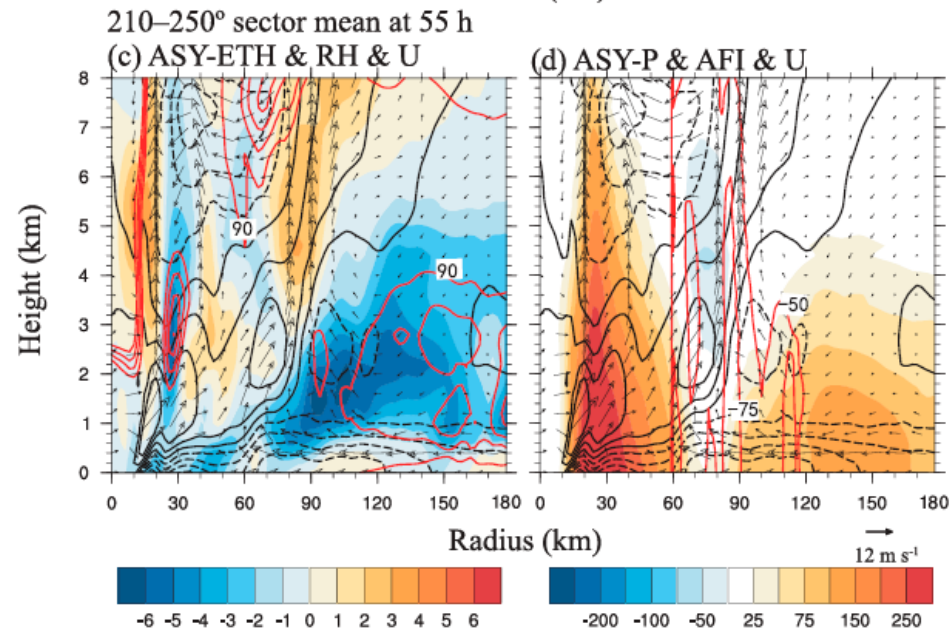 210–250° sector mean at 55 h
(c) ASY-ETH & RH & U
(d) ASY-P & AFI & U
8
7
6
5
4
3
2
1
0
Height (km)
90
90
−50
−75
0 30 60 90 120 150 180
0 30 60 90 120 150 180
Radius (km)
12 m s⁻¹
-6 -5 -4 -3 -2 -1 0 1 2 3 4 5 6
-200 -100 -50 25 75 150 250